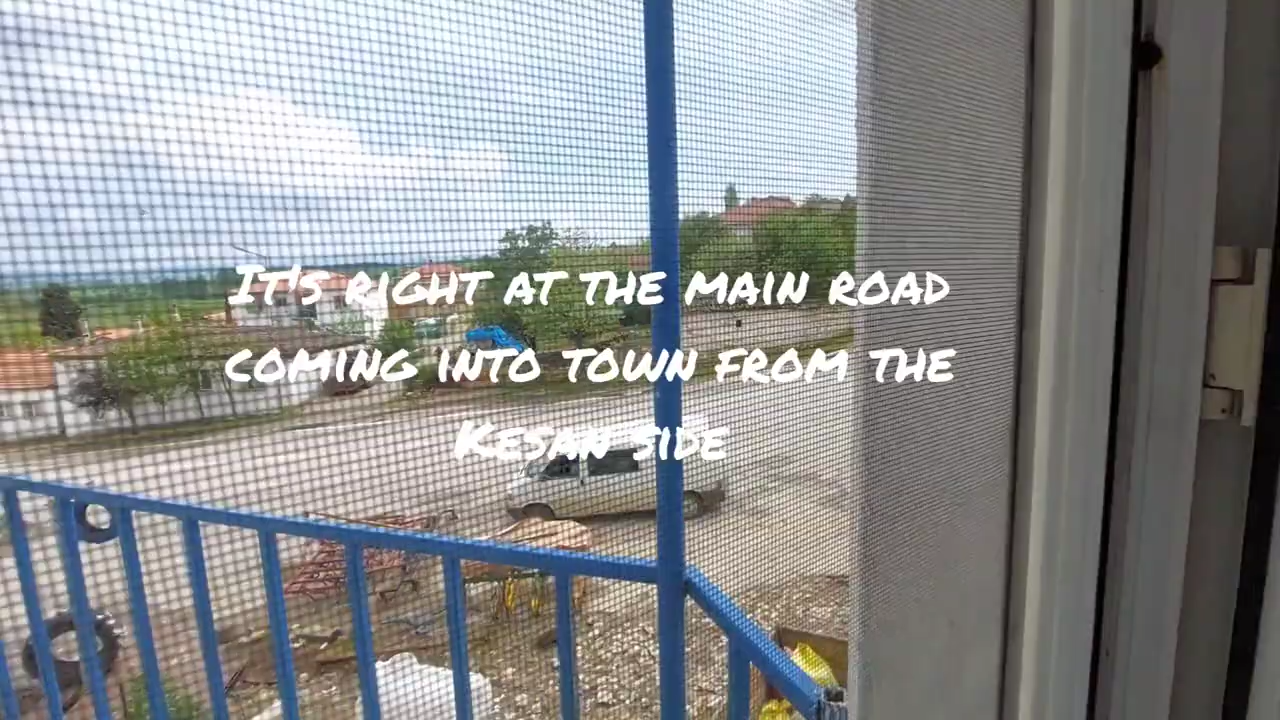 It's right at the main road
coming into town from the
Kesan side